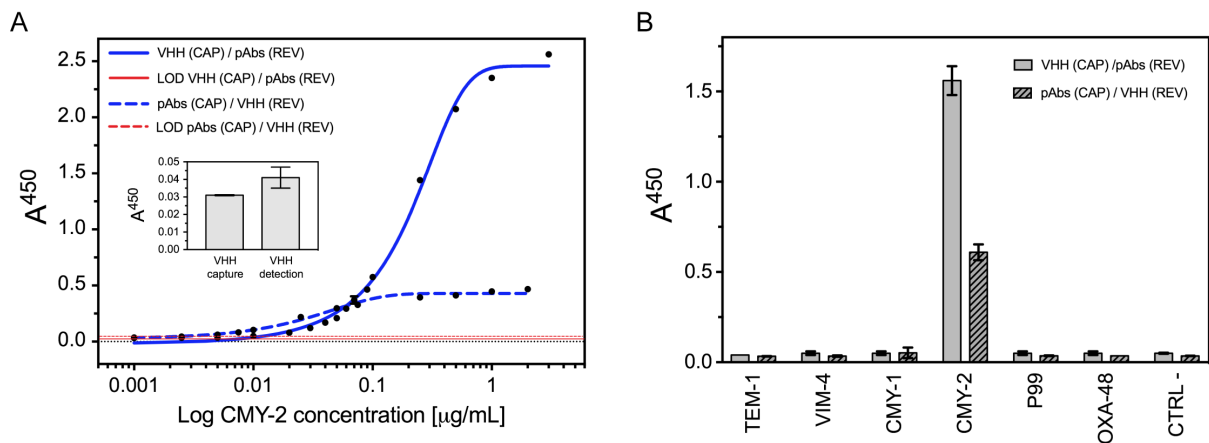 A
A⁴⁵⁰
2.5
2.0
1.5
1.0
0.5
0.0
VHH (CAP) / pAbs (REV)
LOD VHH (CAP) / pAbs (REV)
pAbs (CAP) / VHH (REV)
LOD pAbs (CAP) / VHH (REV)
A⁴⁵⁰
0.05
0.04
0.03
0.02
0.01
0.00
VHH
capture
VHH
detection
0.001
0.01
0.1
1
Log CMY-2 concentration [μg/mL]
B
A⁴⁵⁰
1.5
1.0
0.5
0.0
VHH (CAP) /pAbs (REV)
pAbs (CAP) / VHH (REV)
TEM-1
VIM-4
CMY-1
CMY-2
P99
OXA-48
CTRL -